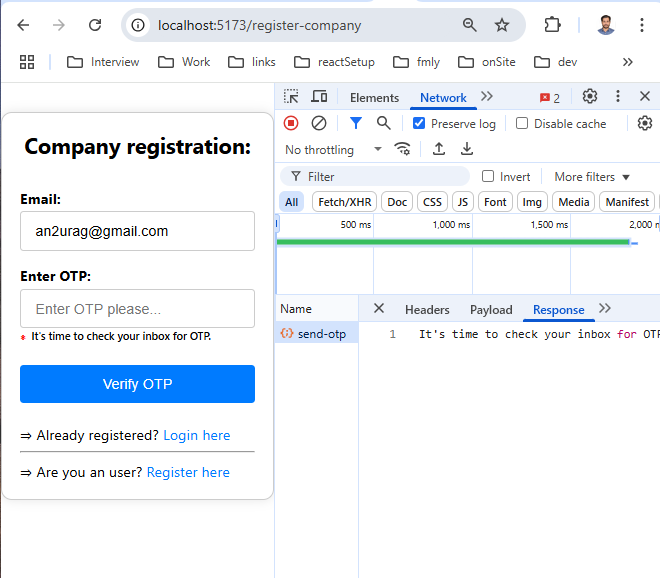 localhost:5173/register-company
Interview Work links reactSetup fmly onSite dev »
Company registration:
Email:
an2urag@gmail.com
Enter OTP:
Enter OTP please...
* It's time to check your inbox for OTP.
Verify OTP
⇒ Already registered? Login here
⇒ Are you an user? Register here
Elements Network » 2
Preserve log Disable cache
No throttling
Filter Invert More filters
All Fetch/XHR Doc CSS JS Font Img Media Manifest
500 ms 1,000 ms 1,500 ms 2,000
Name Headers Payload Response »
send-otp 1 It's time to check your inbox for OTP